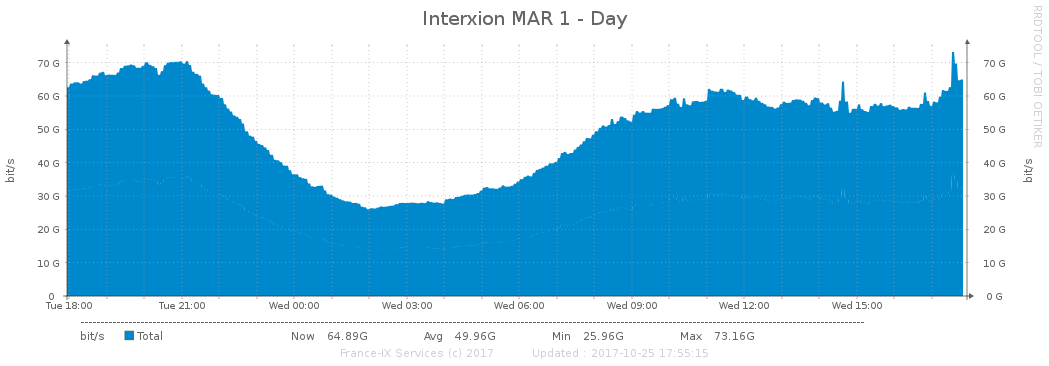 Interxion MAR 1 - Day
RRDTOOL / TOBI OETIKER
bit/s
70 G 70 G
60 G 60 G
50 G 50 G
40 G 40 G
30 G 30 G
20 G 20 G
10 G 10 G
0 0 G
bit/s
Tue 18:00 Tue 21:00 Wed 00:00 Wed 03:00 Wed 06:00 Wed 09:00 Wed 12:00 Wed 15:00
bit/s Total Now 64.89G Avg 49.96G Min 25.96G Max 73.16G
France-IX Services (c) 2017 Updated : 2017-10-25 17:55:15